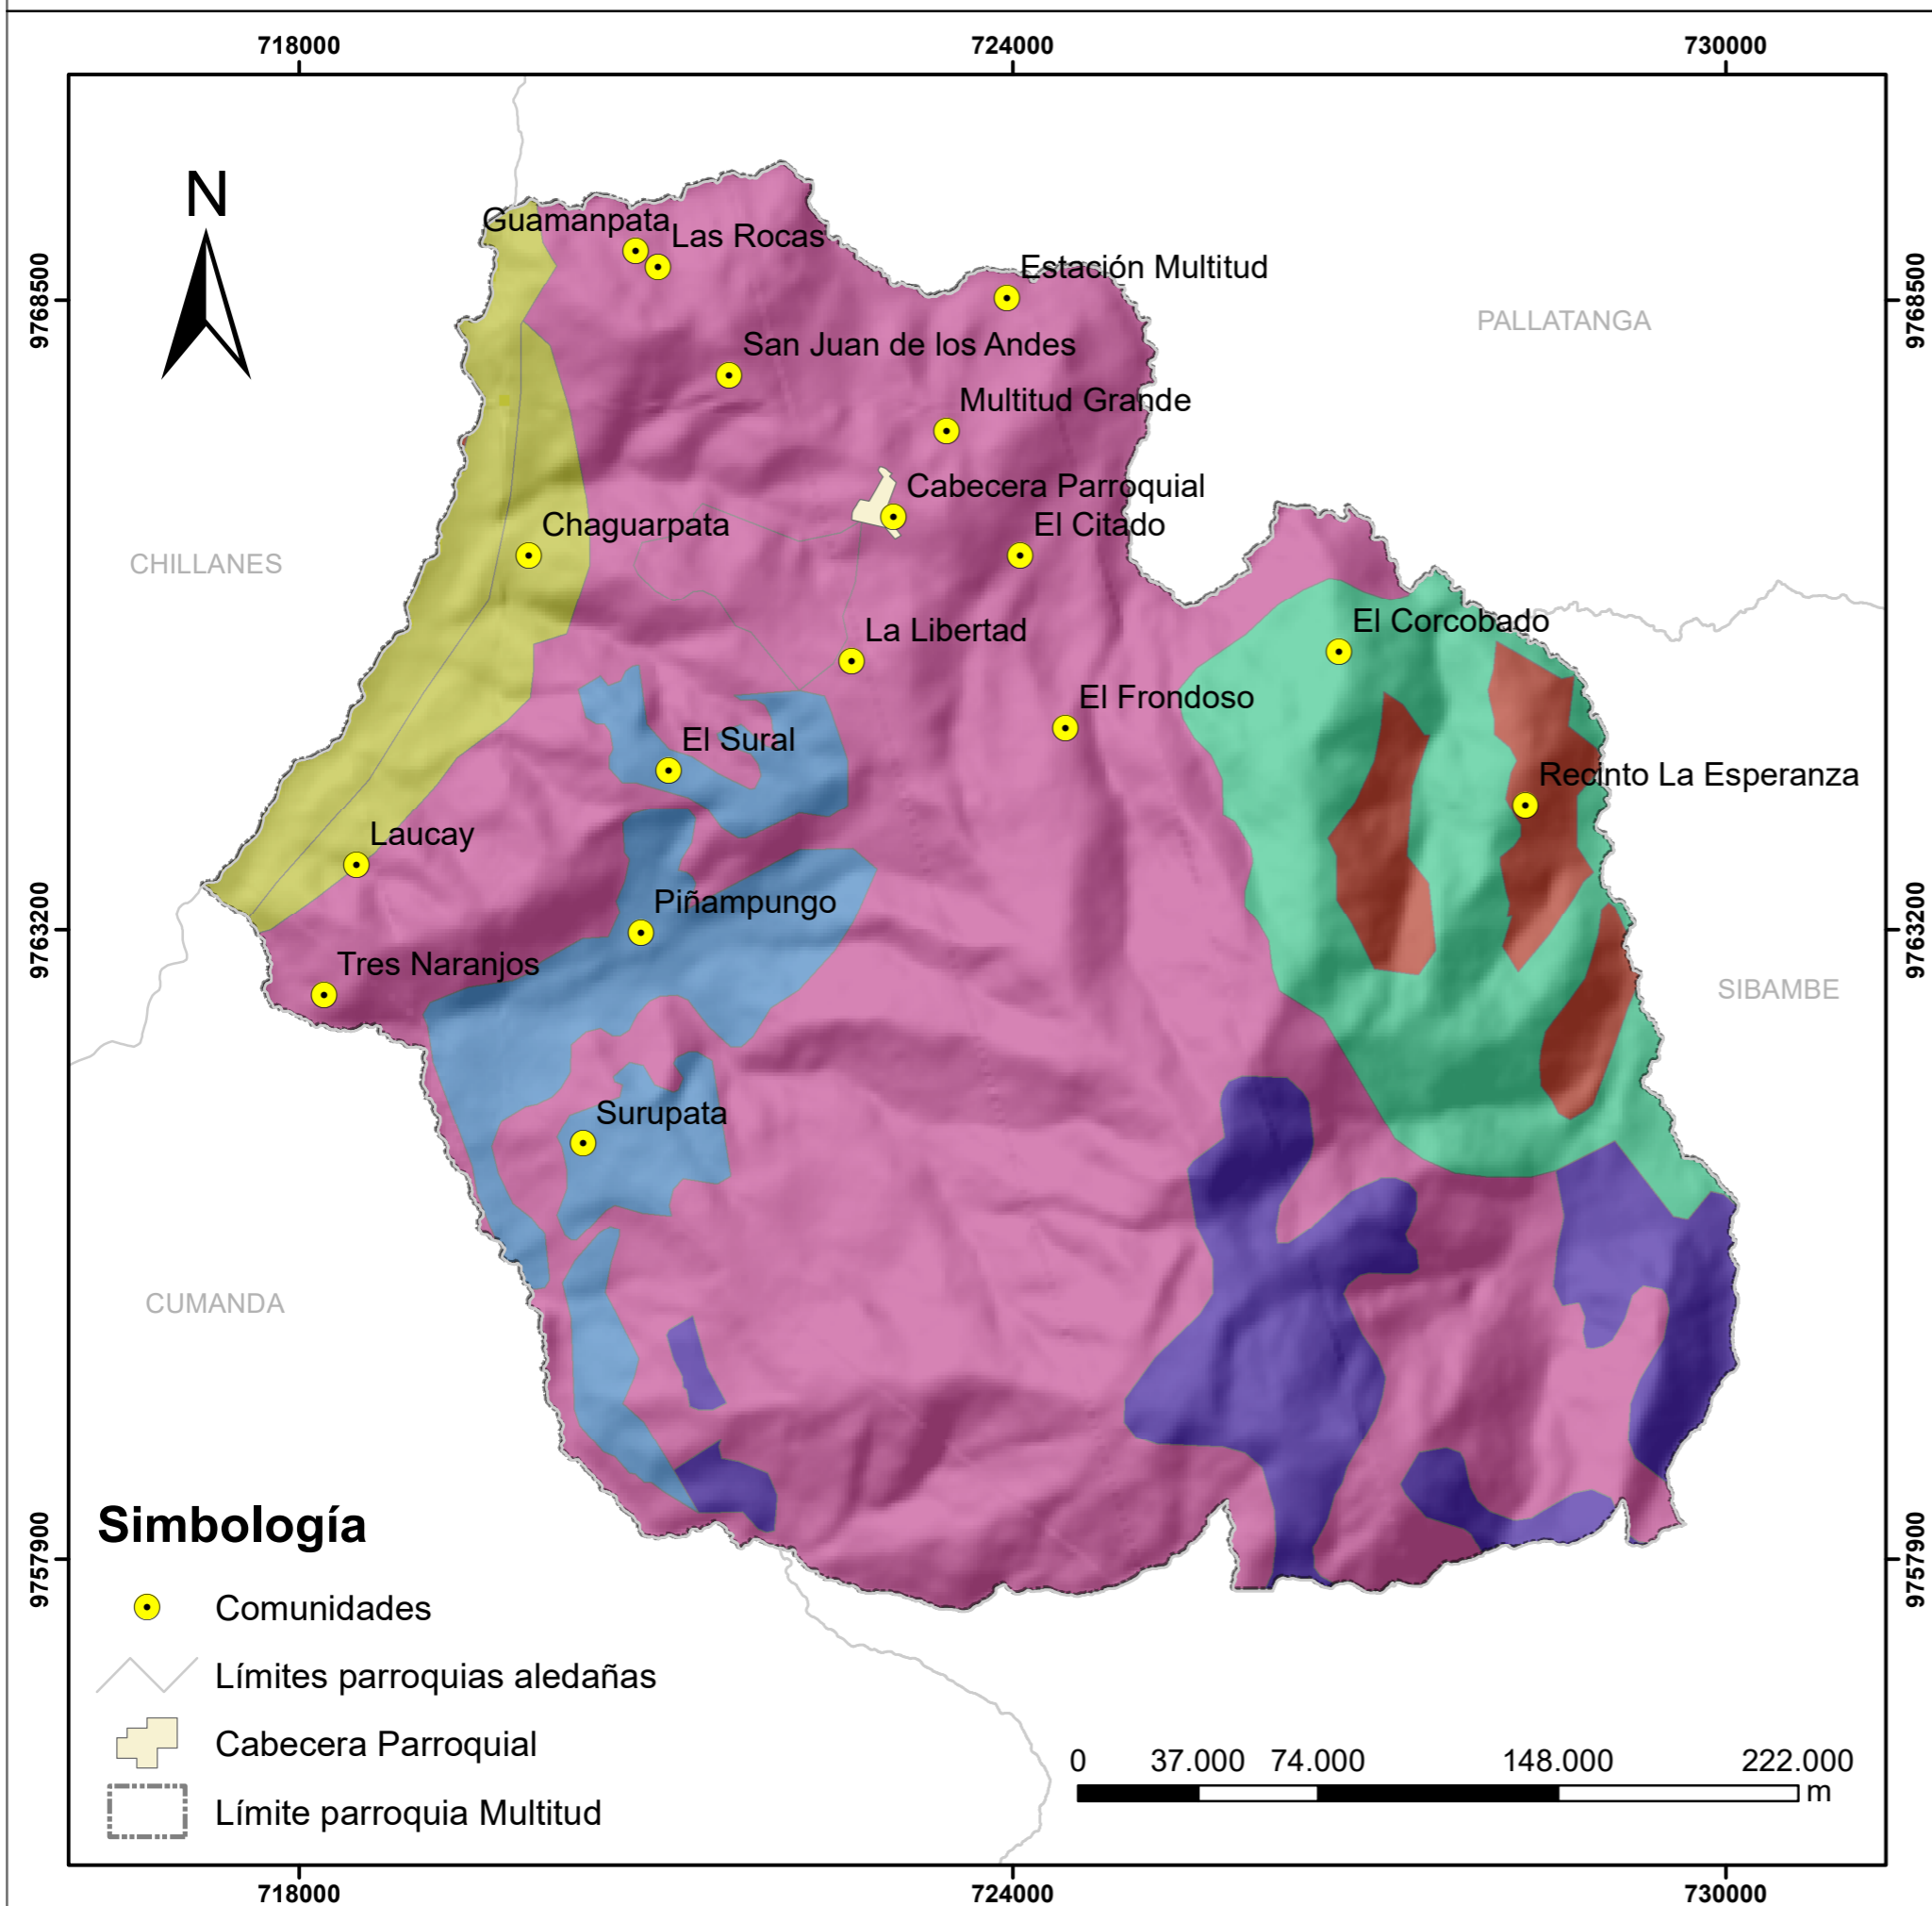 718000
724000
730000
N
Guamanpata
Las Rocas
Estación Multitud
9768500
9768500
PALLATANGA
San Juan de los Andes
Multitud Grande
Cabecera Parroquial
Chaguarpata
El Citado
CHILLANES
El Corcobado
La Libertad
El Frondoso
El Sural
Recinto La Esperanza
Laucay
Piñampungo
9763200
9763200
Tres Naranjos
SIBAMBE
Surupata
CUMANDA
Simbología
9757900
9757900
Comunidades
Límites parroquias aledañas
Cabecera Parroquial
Límite parroquia Multitud
0 37.000 74.000 148.000 222.000
m
718000
724000
730000